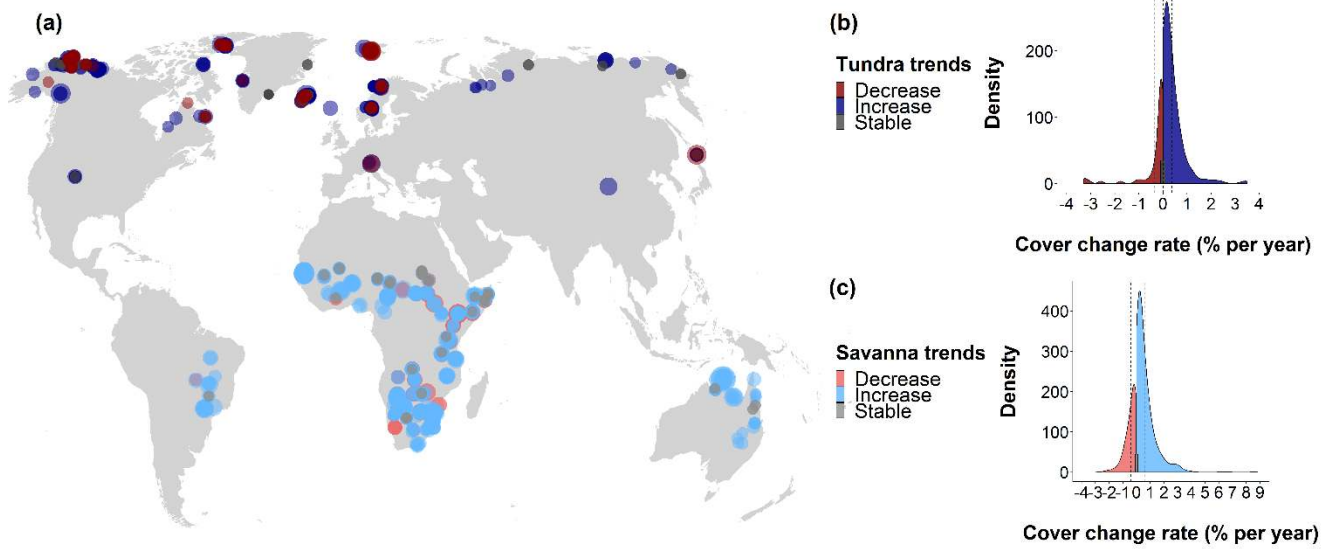 (a)
(b)
Tundra trends
Decrease
Increase
Stable
Density
200
100
0
-4 -3 -2 -1 0 1 2 3 4
Cover change rate (% per year)
(c)
Savanna trends
Decrease
Increase
Stable
Density
400
300
200
100
0
-4-3-2-1 0 1 2 3 4 5 6 7 8 9
Cover change rate (% per year)